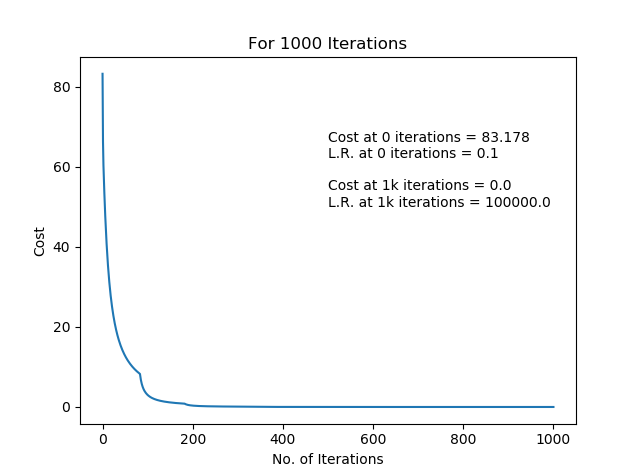 For 1000 Iterations
80
60
40
20
0
Cost
Cost at 0 iterations = 83.178
L.R. at 0 iterations = 0.1
Cost at 1k iterations = 0.0
L.R. at 1k iterations = 100000.0
0 200 400 600 800 1000
No. of Iterations